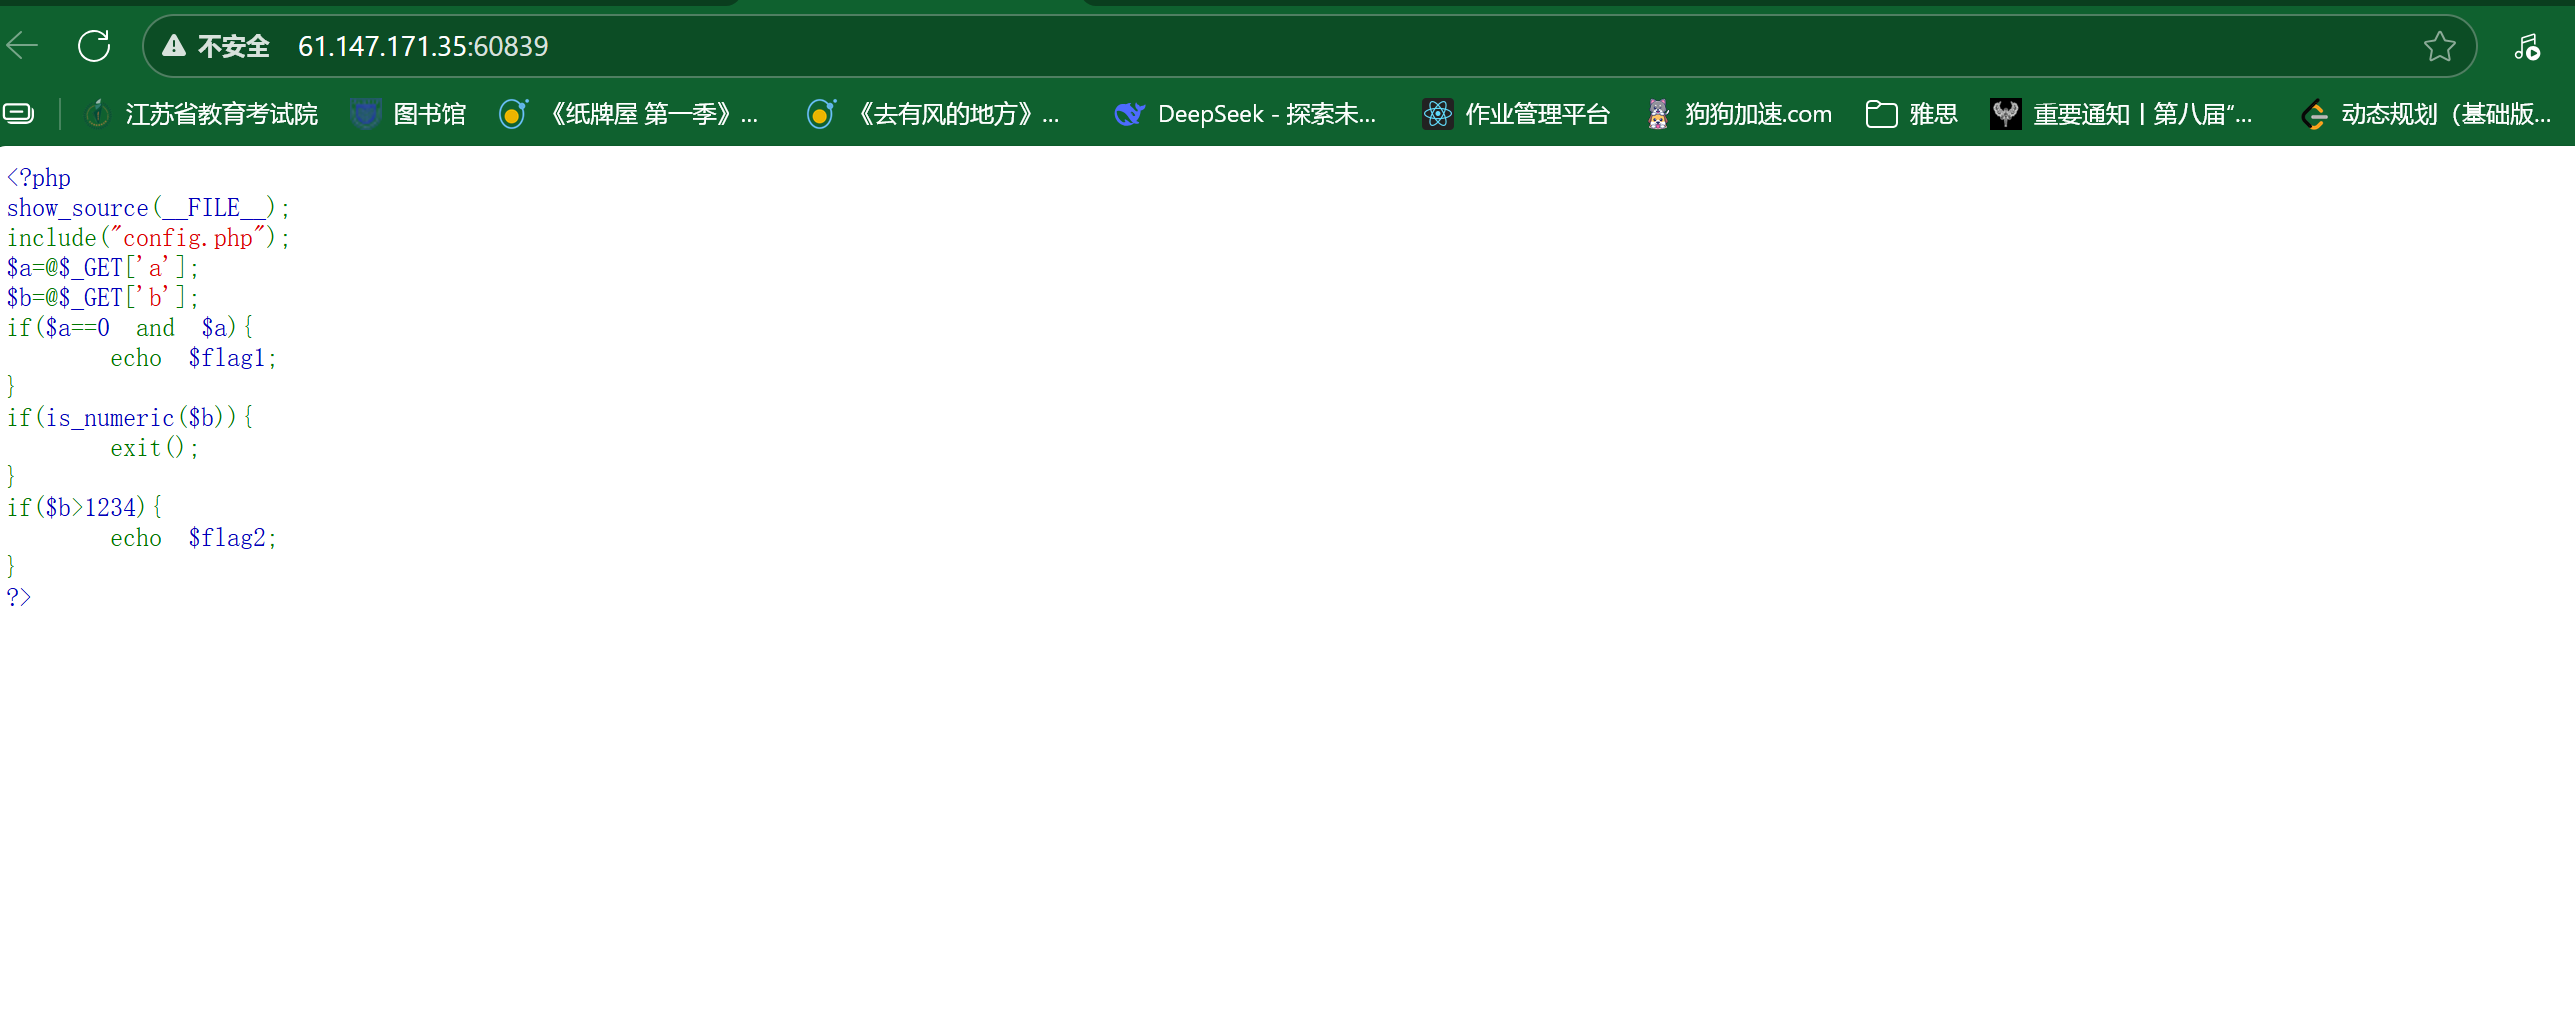 不安全 61.147.171.35:60839
江苏省教育考试院 图书馆 《纸牌屋 第一季》... 《去有风的地方》... DeepSeek - 探索未... 作业管理平台 狗狗加速.com 雅思 重要通知丨第八届“... 动态规划（基础版...
<?php
show_source(__FILE__);
include("config.php");
$a=@$_GET['a'];
$b=@$_GET['b'];
if($a==0 and $a){
echo $flag1;
}
if(is_numeric($b)){
exit();
}
if($b>1234){
echo $flag2;
}
?>